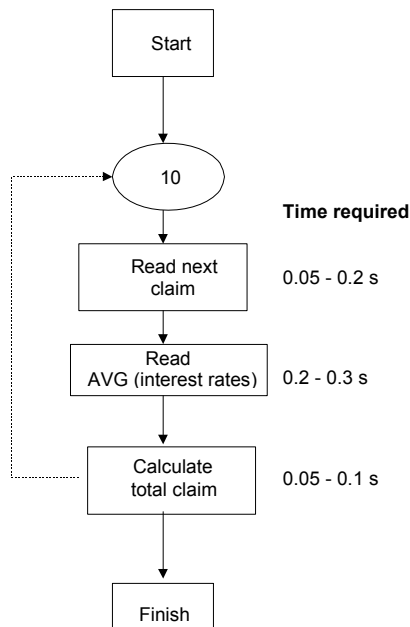 Start
10
Time required
Read next
claim
0.05 - 0.2 s
Read
AVG (interest rates)
0.2 - 0.3 s
Calculate
total claim
0.05 - 0.1 s
Finish